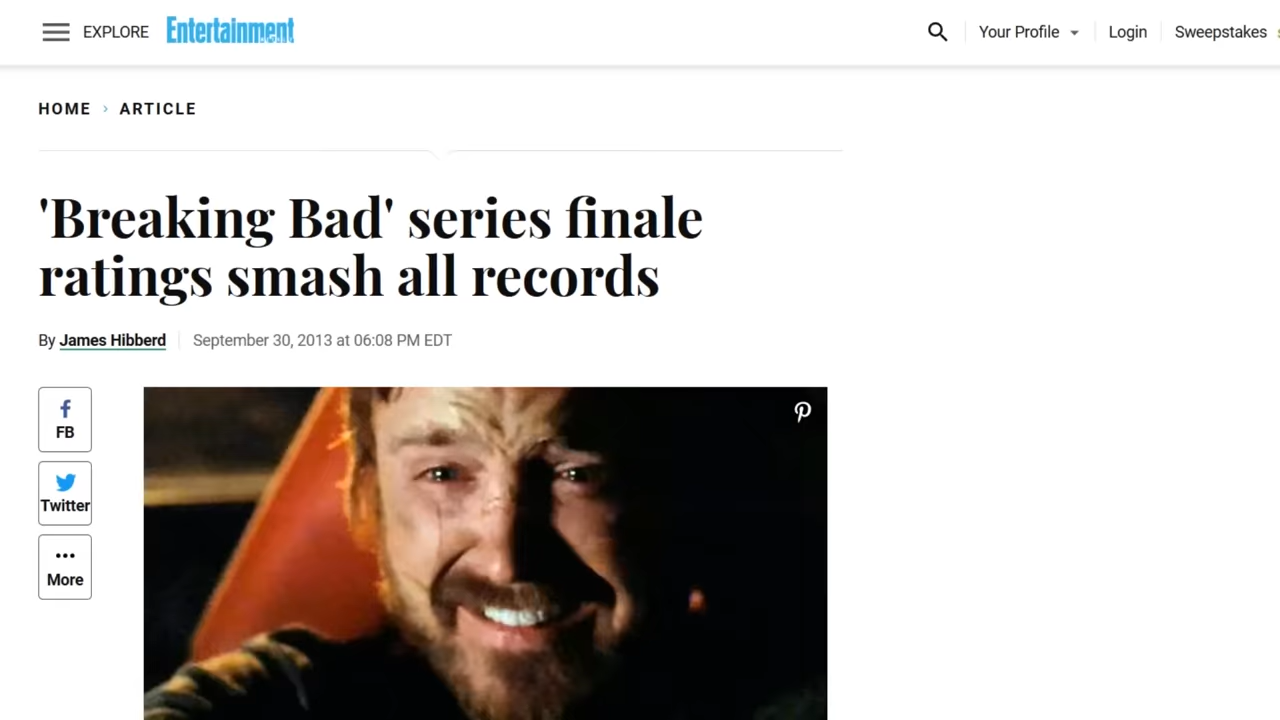 EXPLORE Entertainment Your Profile Login Sweepstakes
HOME › ARTICLE
'Breaking Bad' series finale
ratings smash all records
By James Hibberd September 30, 2013 at 06:08 PM EDT
FB
Twitter
More